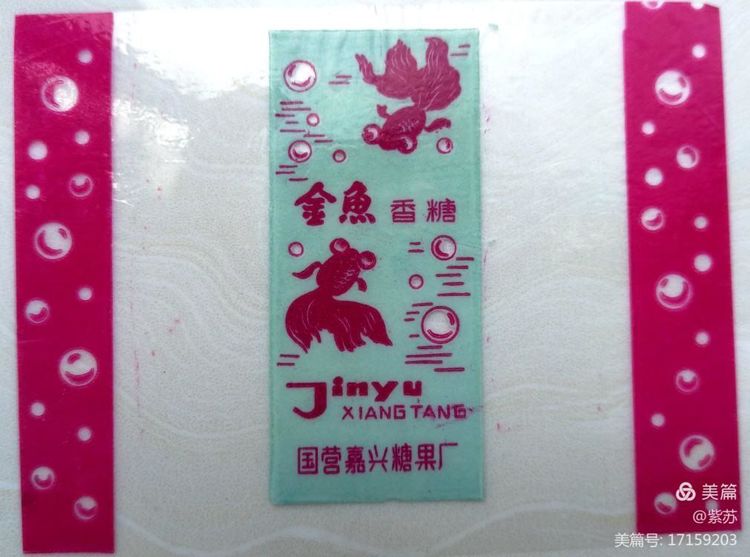 金魚 香糖
Jinyu
XIANG TANG
国营嘉兴糖果厂
美篇
@紫苏
美篇号: 17159203